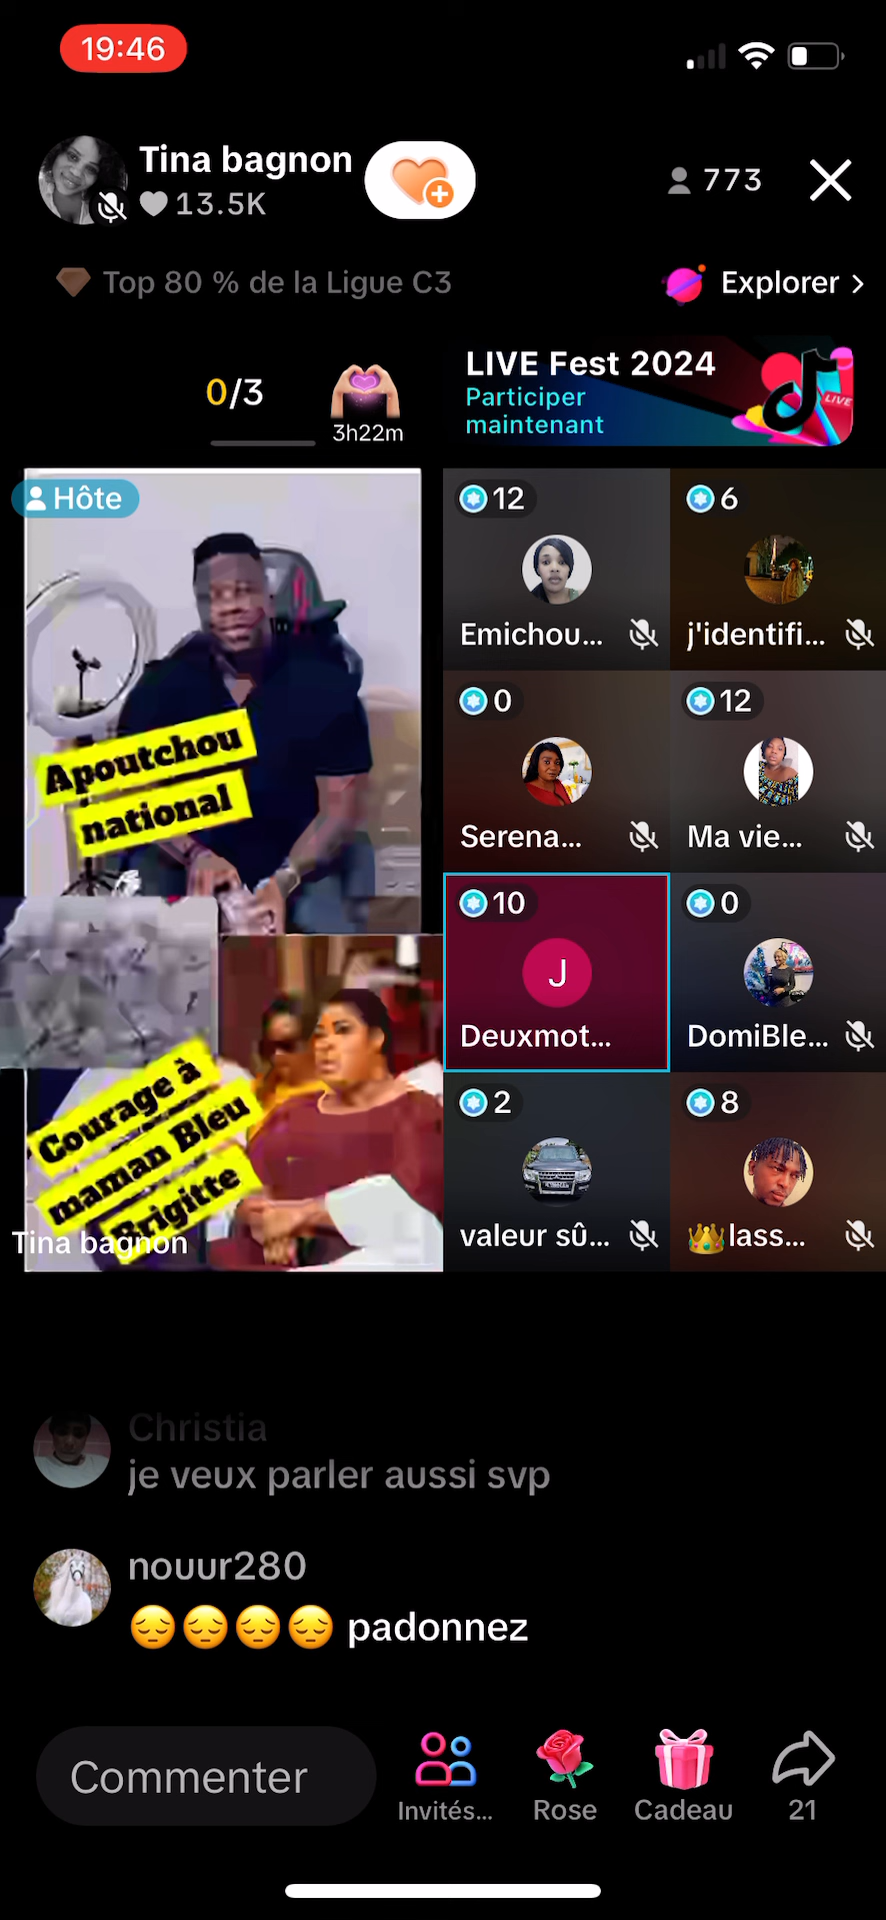 19:46
Tina bagnon
13.5K
773
Top 80 % de la Ligue C3
Explorer >
0/3
3h22m
LIVE Fest 2024
Participer
maintenant
LIVE
Hôte
12
Emichou...
6
j'identifi...
Apoutchou
national
0
Serena...
12
Ma vie...
10
J
Deuxmot...
0
DomiBle...
Courage à
maman Bleu
Brigitte
Tina bagnon
2
valeur sû...
8
👑lass...
Christia
je veux parler aussi svp
nouur280
😔😔😔😔 padonnez
Commenter
Invités...
Rose
Cadeau
21